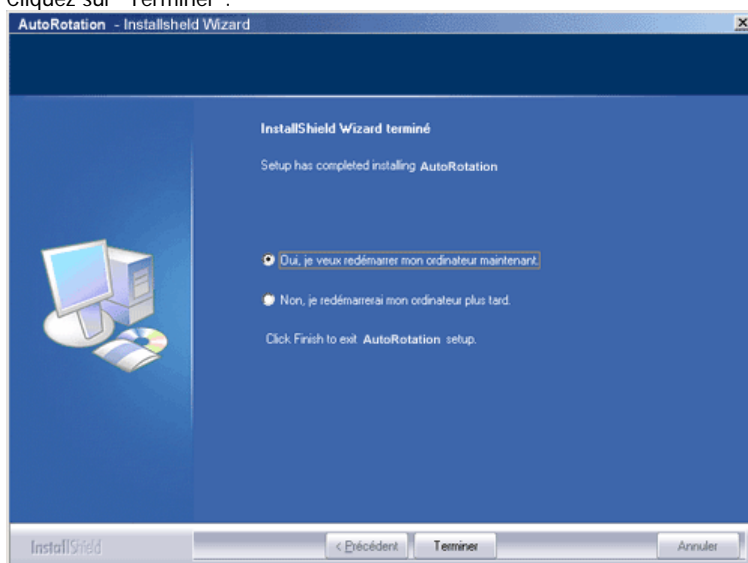 Cliquez sur "Terminer".
AutoRotation - Installsheld Wizard
InstallShield Wizard terminé
Setup has completed installing AutoRotation
Oui, je veux redémarrer mon ordinateur maintenant.
Non, je redémarrerai mon ordinateur plus tard.
Click Finish to exit AutoRotation setup.
InstallShield
< Précédent
Terminer
Annuler